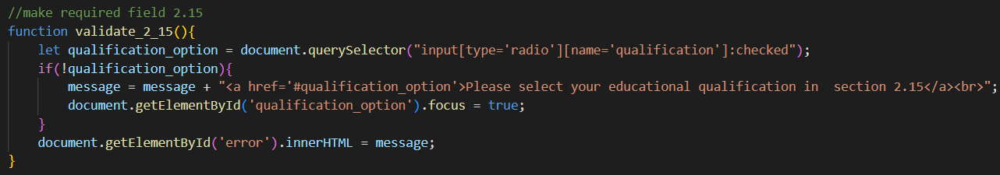 //make required field 2.15
function validate_2_15(){
    let qualification_option = document.querySelector("input[type='radio'][name='qualification']:checked");
    if(!qualification_option){
        message = message + "<a href='#qualification_option'>Please select your educational qualification in  section 2.15</a><br>";
        document.getElementById('qualification_option').focus = true;
    }
    document.getElementById('error').innerHTML = message;
}